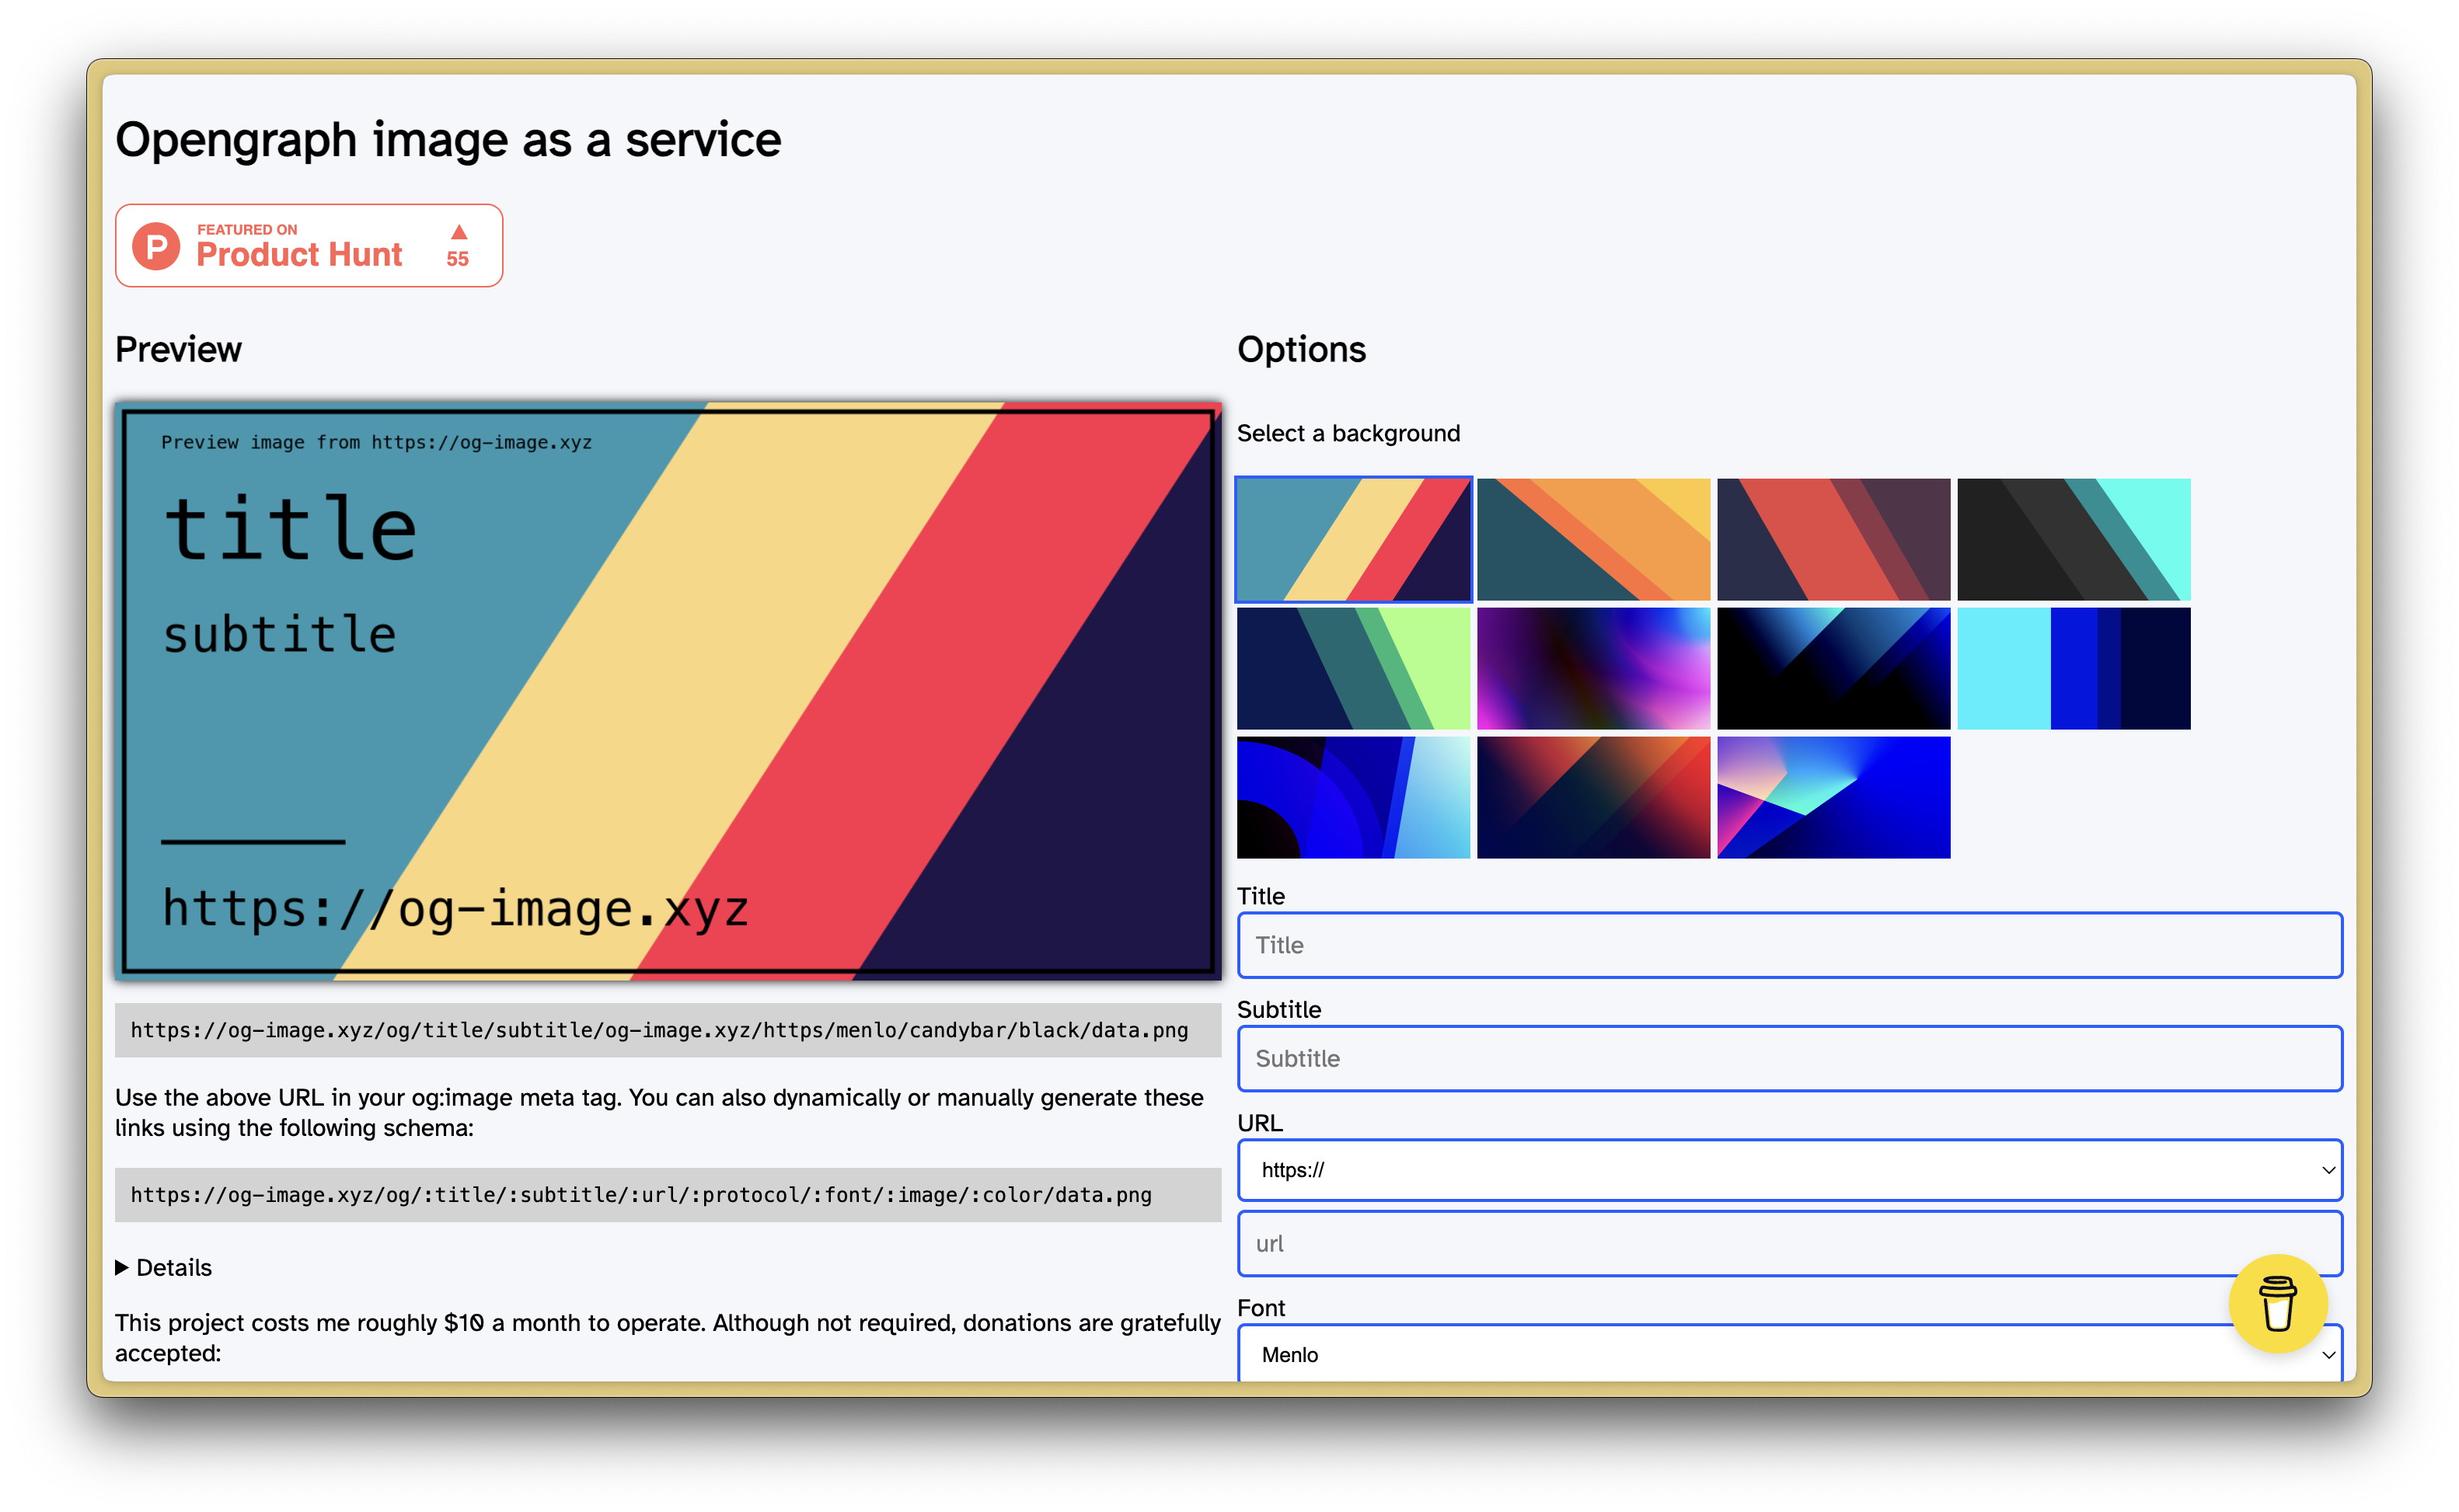 Opengraph image as a service
P
FEATURED ON
Product Hunt
▲
55
Preview
Preview image from https://og-image.xyz
title
subtitle
https://og-image.xyz
https://og-image.xyz/og/title/subtitle/og-image.xyz/https/menlo/candybar/black/data.png
Use the above URL in your og:image meta tag. You can also dynamically or manually generate these
links using the following schema:
https://og-image.xyz/og/:title/:subtitle/:url/:protocol/:font/:image/:color/data.png
▶ Details
This project costs me roughly $10 a month to operate. Although not required, donations are gratefully
accepted:
Options
Select a background
Title
Title
Subtitle
Subtitle
URL
https://
url
Font
Menlo